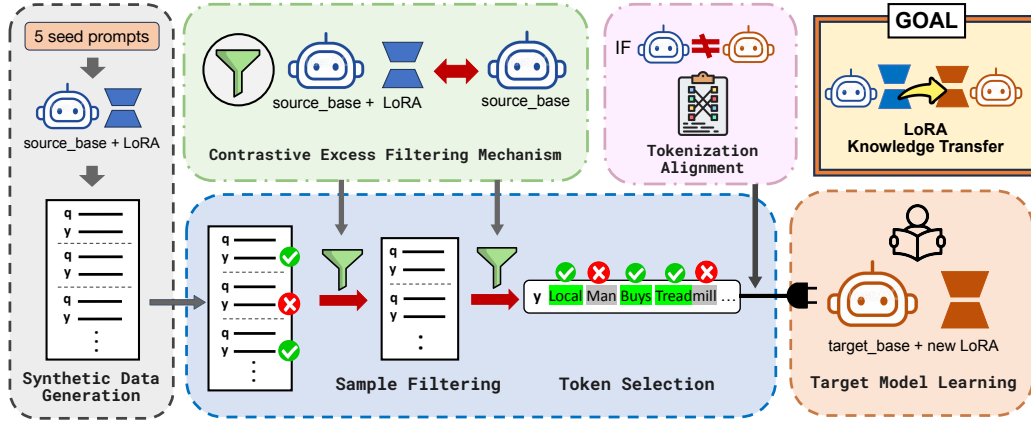 5 seed prompts
source_base + LoRA
q
y
q
y
q
y
Synthetic Data
Generation
source_base + LoRA
source_base
Contrastive Excess Filtering Mechanism
IF
Tokenization
Alignment
GOAL
LoRA
Knowledge Transfer
q
y
q
y
q
y
q
y
q
y
Sample Filtering
y Local Man Buys Treadmill ...
Token Selection
target_base + new LoRA
Target Model Learning